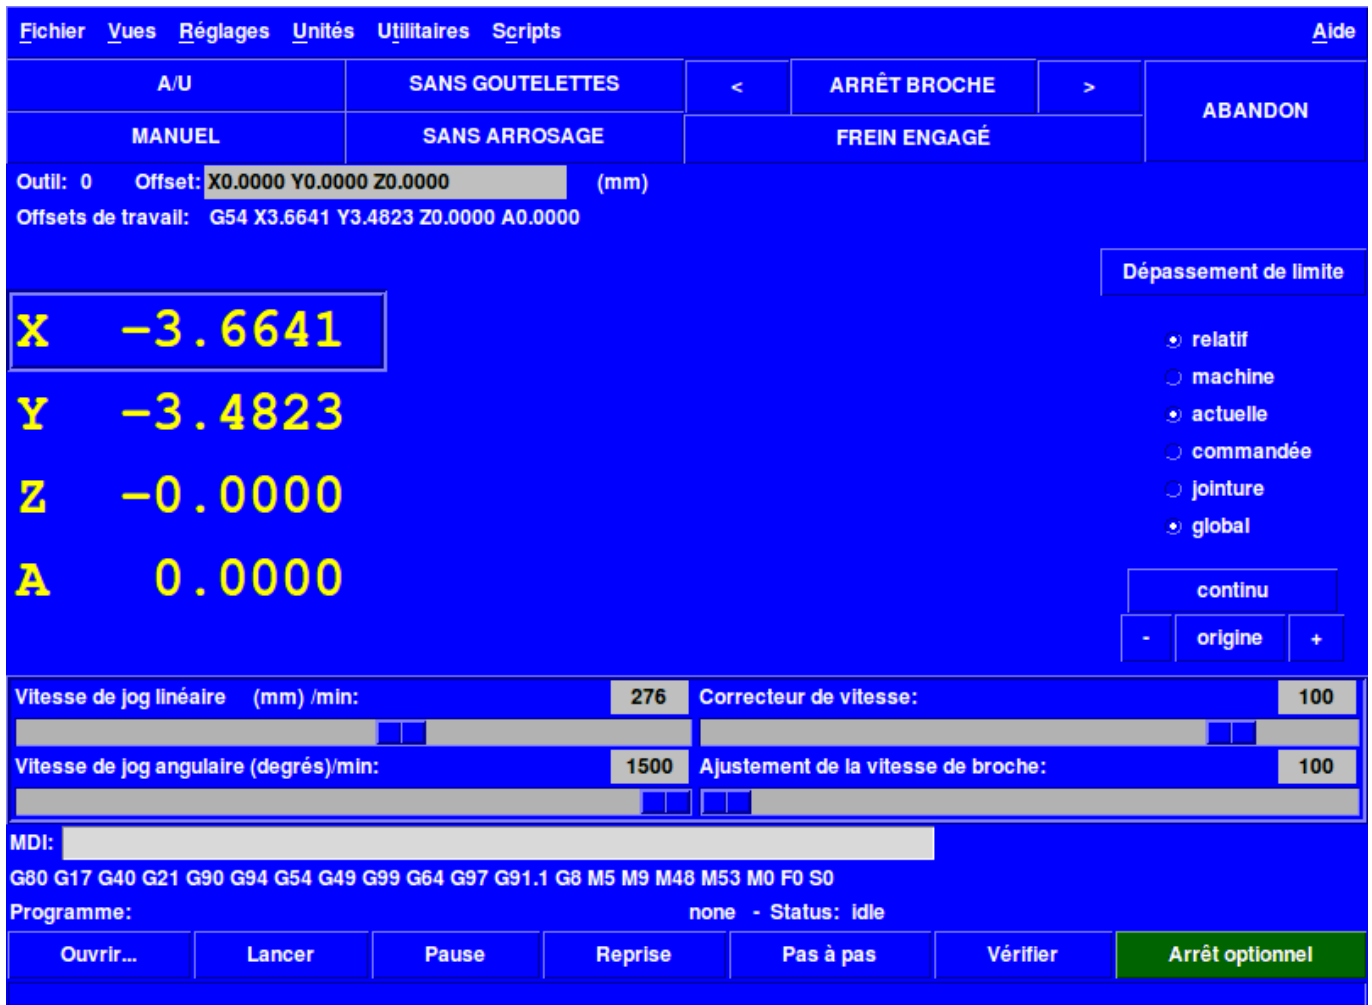 Fichier Vues Réglages Unités Utilitaires Scripts Aide
A/U SANS GOUTELETTES < ARRÊT BROCHE > ABANDON
MANUEL SANS ARROSAGE FREIN ENGAGÉ
Outil: 0 Offset: X0.0000 Y0.0000 Z0.0000 (mm)
Offsets de travail: G54 X3.6641 Y3.4823 Z0.0000 A0.0000
Dépassement de limite
X -3.6641
relatif
machine
Y -3.4823
actuelle
commandée
Z -0.0000
jointure
global
A 0.0000
continu
- origine +
Vitesse de jog linéaire (mm) /min: 276 Correcteur de vitesse: 100
Vitesse de jog angulaire (degrés)/min: 1500 Ajustement de la vitesse de broche: 100
MDI:
G80 G17 G40 G21 G90 G94 G54 G49 G99 G64 G97 G91.1 G8 M5 M9 M48 M53 M0 F0 S0
Programme: none - Status: idle
Ouvrir... Lancer Pause Reprise Pas à pas Vérifier Arrêt optionnel